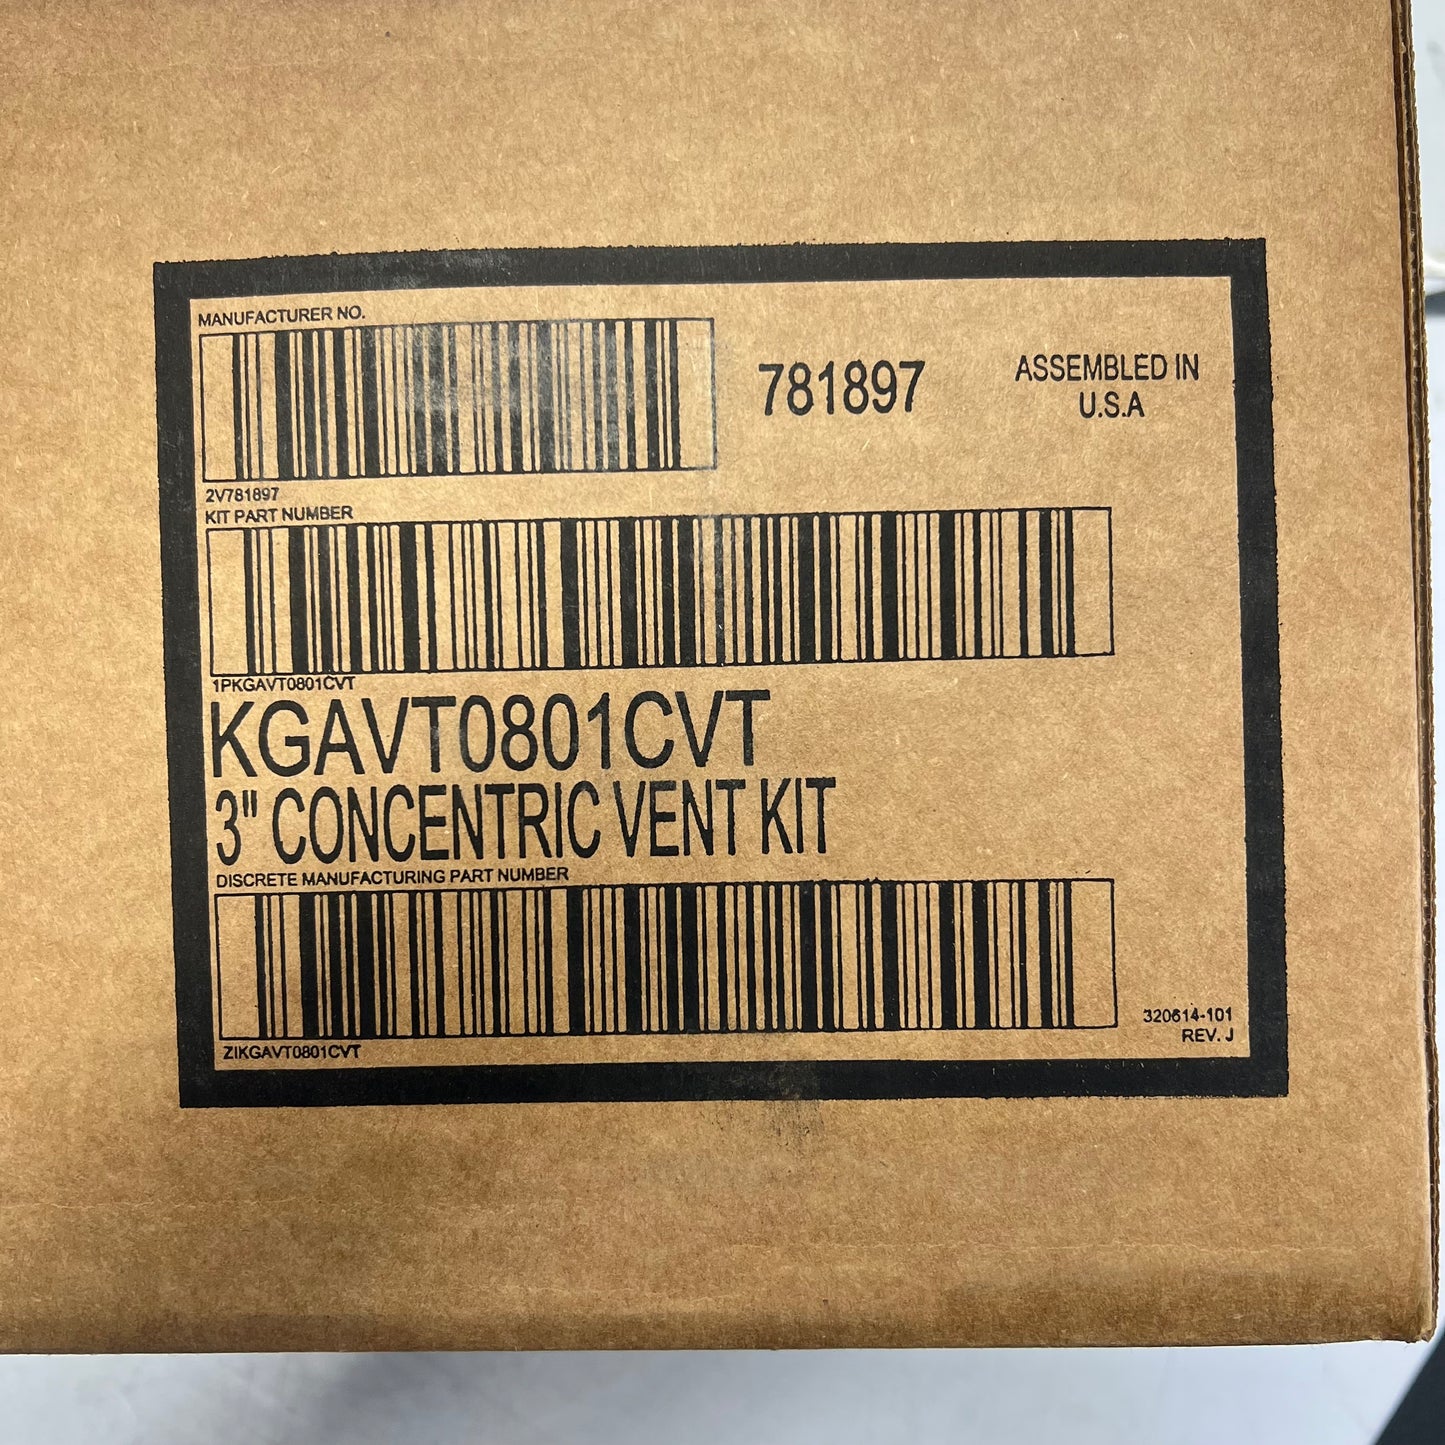 MANUFACTURER NO.
781897
ASSEMBLED IN
U.S.A
2V781897
KIT PART NUMBER
1PKGAVT0801CVT
KGAVT0801CVT
3" CONCENTRIC VENT KIT
DISCRETE MANUFACTURING PART NUMBER
ZIKGAVT0801CVT
320614-101
REV. J